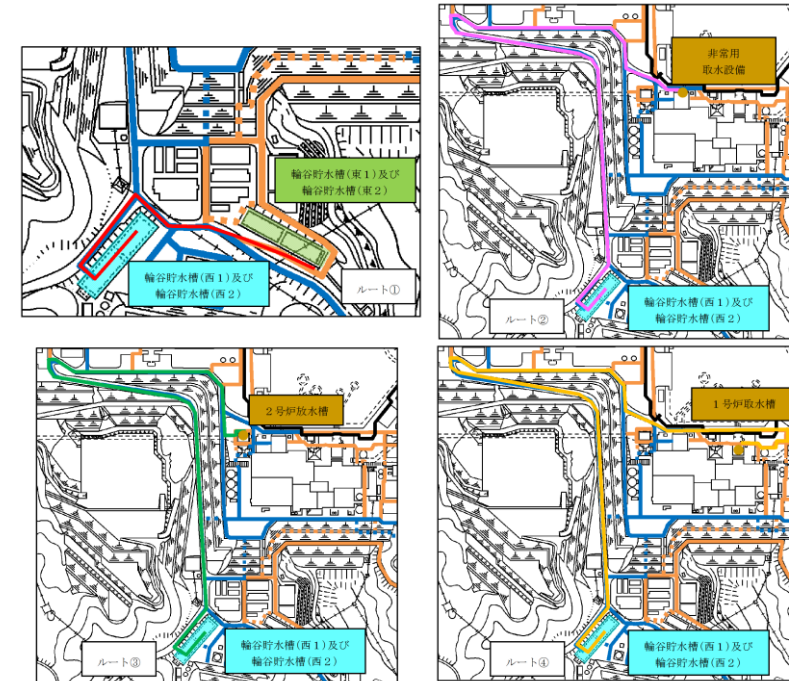 輪谷貯水槽(東1)及び
輪谷貯水槽(東2)
輪谷貯水槽(西1)及び
輪谷貯水槽(西2)
ルート①
非常用
取水設備
輪谷貯水槽(西1)及び
輪谷貯水槽(西2)
ルート②
2号炉放水槽
輪谷貯水槽(西1)及び
輪谷貯水槽(西2)
ルート③
1号炉取水槽
輪谷貯水槽(西1)及び
輪谷貯水槽(西2)
ルート④